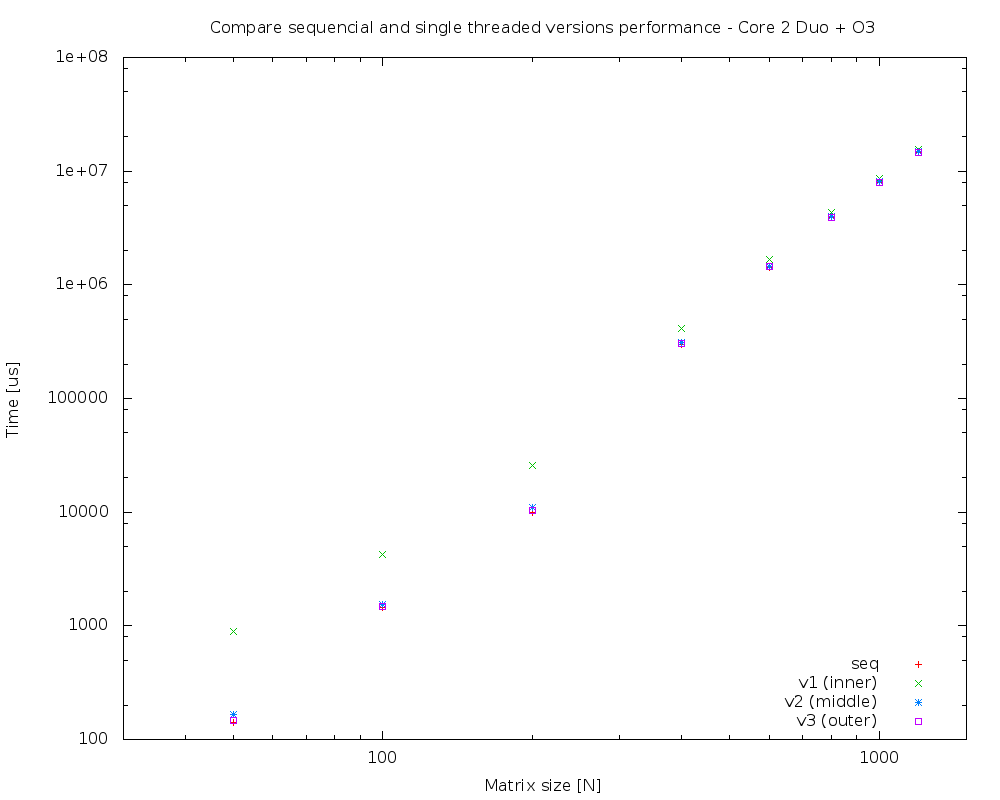 Compare sequencial and single threaded versions performance - Core 2 Duo + O3
1e+08
1e+07
1e+06
100000
10000
1000
100
Time [us]
100
1000
Matrix size [N]
seq
v1 (inner)
v2 (middle)
v3 (outer)